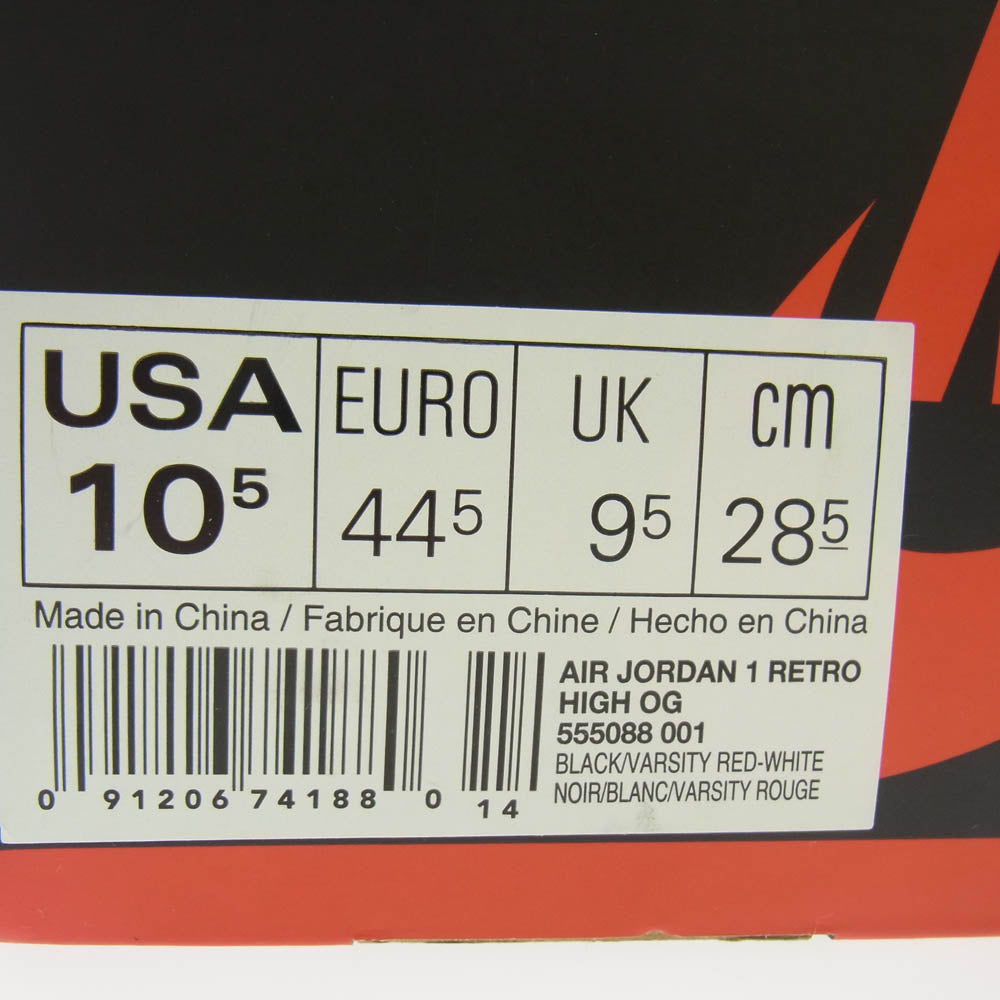 USA EURO UK cm
10⁵ 44⁵ 9⁵ 28⁵
Made in China / Fabrique en Chine / Hecho en China
AIR JORDAN 1 RETRO
HIGH OG
555088 001
BLACK/VARSITY RED-WHITE
NOIR/BLANC/VARSITY ROUGE
0 91206 74188 0 14